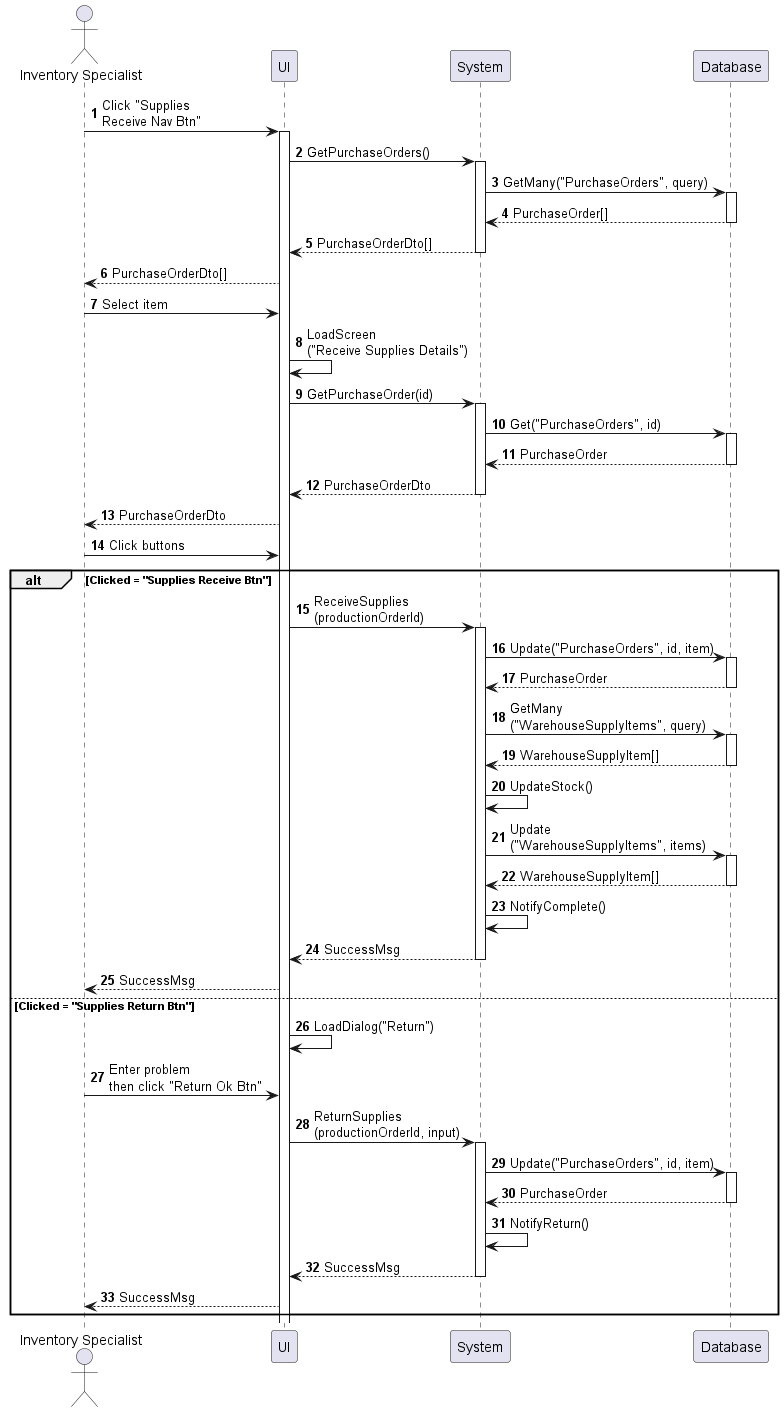 Inventory Specialist
UI
System
Database
1 Click "Supplies
Receive Nav Btn"
2 GetPurchaseOrders()
3 GetMany("PurchaseOrders", query)
4 PurchaseOrder[]
5 PurchaseOrderDto[]
6 PurchaseOrderDto[]
7 Select item
8 LoadScreen
("Receive Supplies Details")
9 GetPurchaseOrder(id)
10 Get("PurchaseOrders", id)
11 PurchaseOrder
12 PurchaseOrderDto
13 PurchaseOrderDto
14 Click buttons
alt [Clicked = "Supplies Receive Btn"]
15 ReceiveSupplies
(productionOrderId)
16 Update("PurchaseOrders", id, item)
17 PurchaseOrder
18 GetMany
("WarehouseSupplyItems", query)
19 WarehouseSupplyItem[]
20 UpdateStock()
21 Update
("WarehouseSupplyItems", items)
22 WarehouseSupplyItem[]
23 NotifyComplete()
24 SuccessMsg
25 SuccessMsg
[Clicked = "Supplies Return Btn"]
26 LoadDialog("Return")
27 Enter problem
then click "Return Ok Btn"
28 ReturnSupplies
(productionOrderId, input)
29 Update("PurchaseOrders", id, item)
30 PurchaseOrder
31 NotifyReturn()
32 SuccessMsg
33 SuccessMsg
Inventory Specialist
UI
System
Database